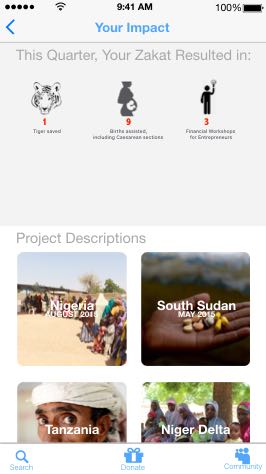 9:41 AM
100%
Your Impact
This Quarter, Your Zakat Resulted in:
1
Tiger saved
9
Births assisted,
including Caesarean sections
3
Financial Workshops
for Entrepreneurs
Project Descriptions
Nigeria
AUGUST 2015
South Sudan
MAY 2015
Tanzania
Niger Delta
Search
Donate
Community